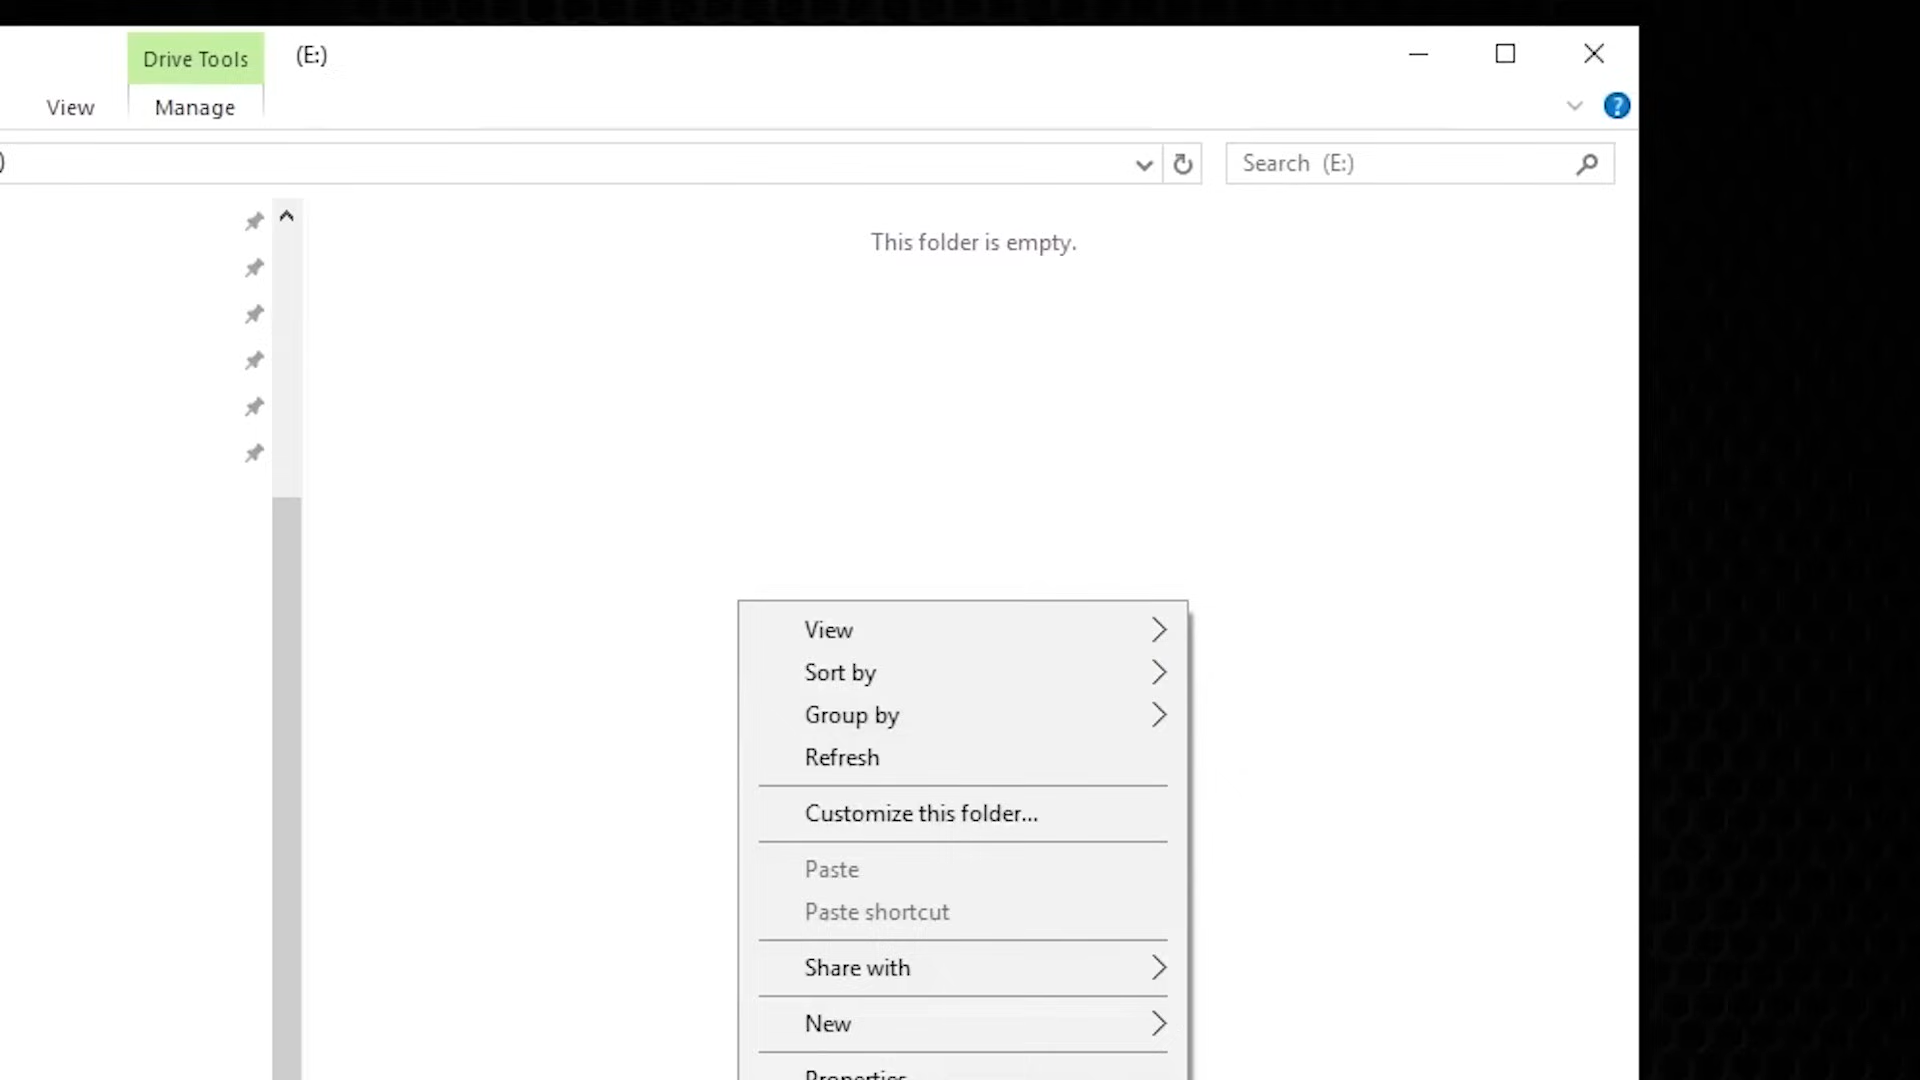 Drive Tools
(E:)
View
Manage
?
)
Search (E:)
This folder is empty.
View
Sort by
Group by
Refresh
Customize this folder...
Paste
Paste shortcut
Share with
New
Properties